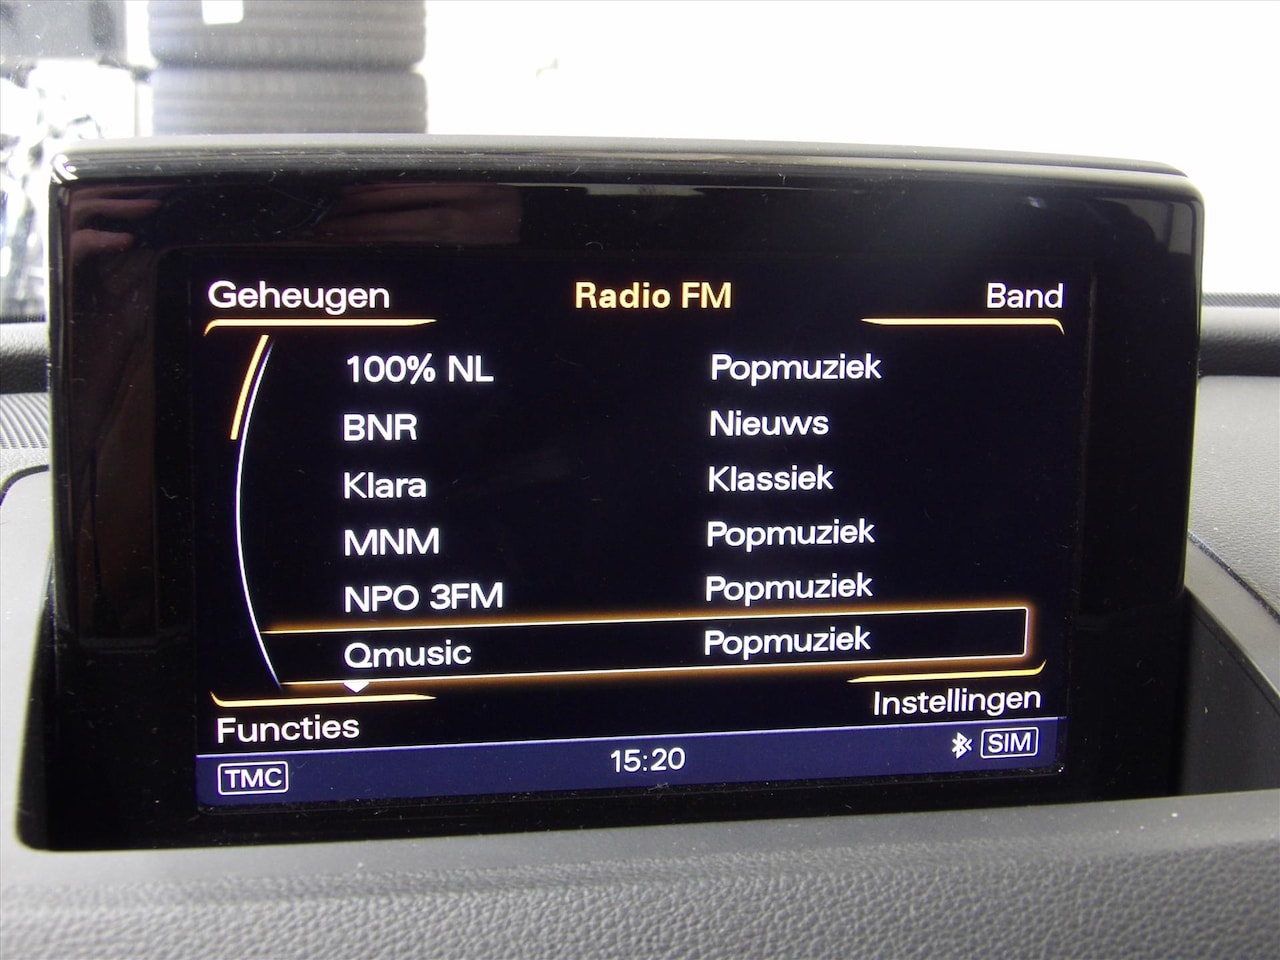 Geheugen Radio FM Band
100% NL Popmuziek
BNR Nieuws
Klara Klassiek
MNM Popmuziek
NPO 3FM Popmuziek
Qmusic Popmuziek
Functies Instellingen
TMC 15:20 SIM